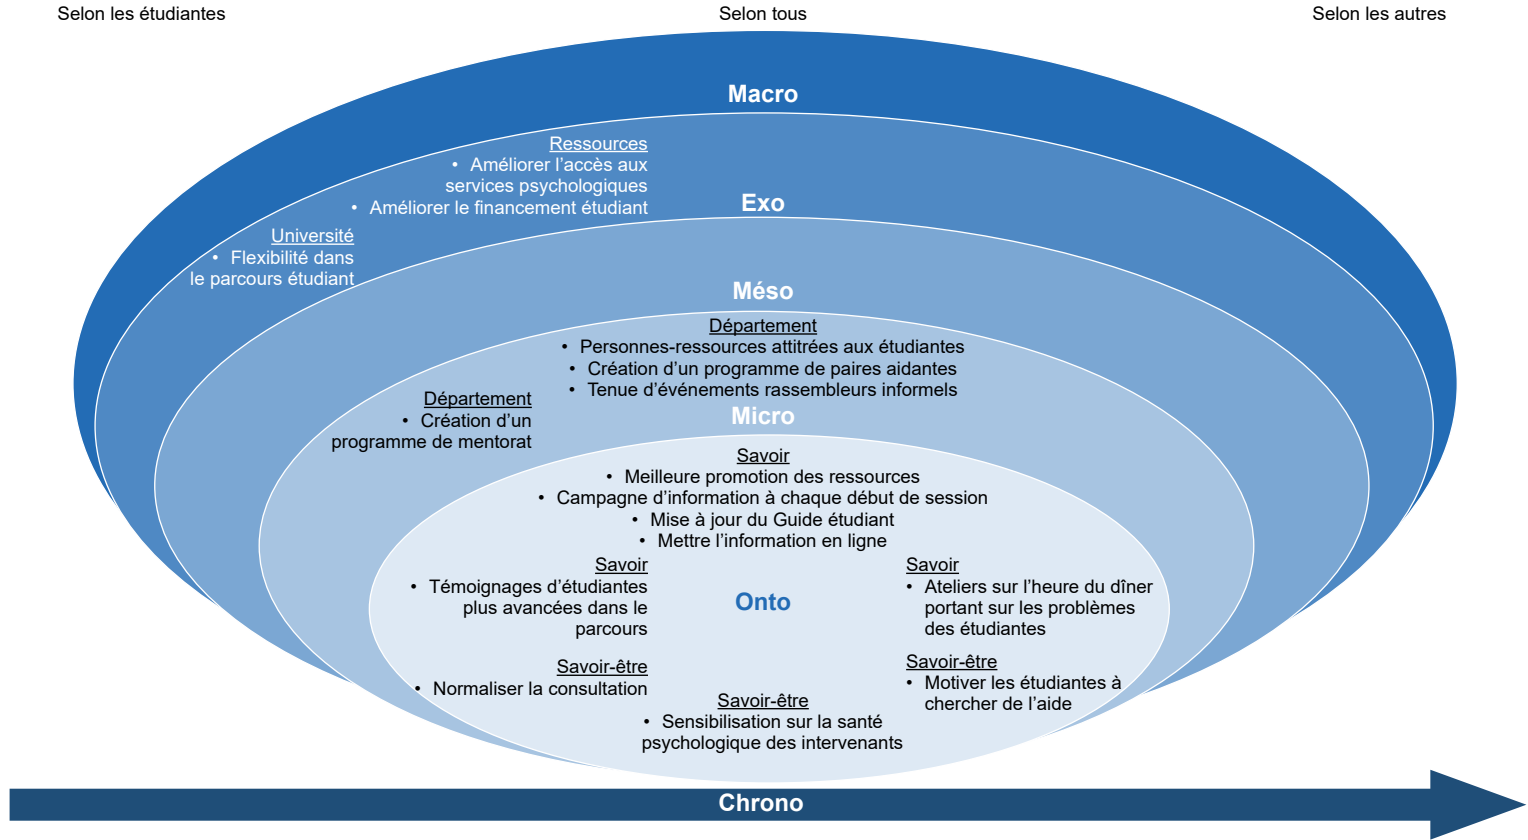 Selon les étudiantes
Selon tous
Selon les autres
Macro
Ressources
• Améliorer l’accès aux
services psychologiques
• Améliorer le financement étudiant
Exo
Université
• Flexibilité dans
le parcours étudiant
Méso
Département
• Personnes-ressources attitrées aux étudiantes
• Création d’un programme de paires aidantes
• Tenue d’événements rassembleurs informels
Département
• Création d’un
programme de mentorat
Micro
Savoir
• Meilleure promotion des ressources
• Campagne d’information à chaque début de session
• Mise à jour du Guide étudiant
• Mettre l’information en ligne
Savoir
• Témoignages d’étudiantes
plus avancées dans le
parcours
Onto
Savoir
• Ateliers sur l’heure du dîner
portant sur les problèmes
des étudiantes
Savoir-être
• Normaliser la consultation
Savoir-être
• Sensibilisation sur la santé
psychologique des intervenants
Savoir-être
• Motiver les étudiantes à
chercher de l’aide
Chrono